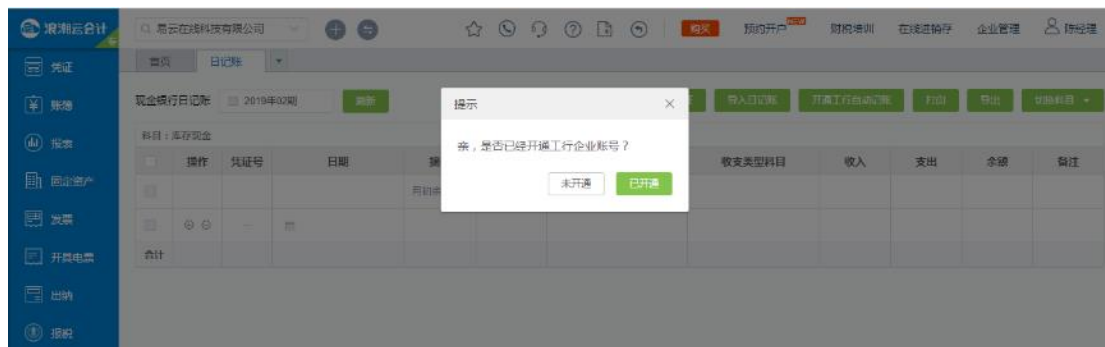 浪潮云会计
易云在线科技有限公司
购买
预约开户
财税培训
在线进销存
企业管理
陈经理
凭证
账簿
报表
固定资产
发票
开具电票
出纳
报税
首页
日记账
现金银行日记账
2019年02期
刷新
导入日记账
开通工行自动记账
打印
导出
切换科目
科目：库存现金
操作
凭证号
日期
摘
收支类型科目
收入
支出
余额
备注
月初余
合计
提示
亲，是否已经开通工行企业账号？
未开通
已开通